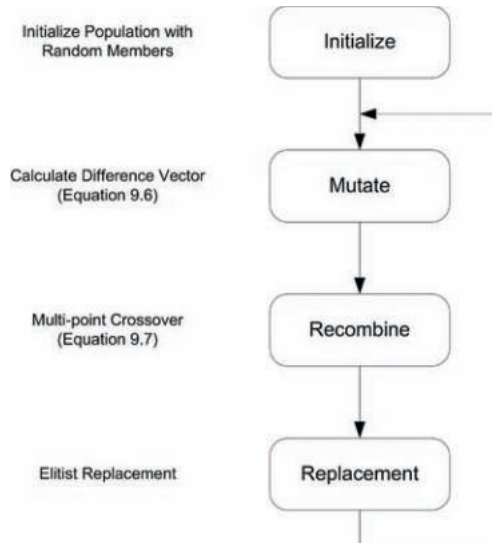 Initialize Population with
Random Members
Initialize
Calculate Difference Vector
(Equation 9.6)
Mutate
Multi-point Crossover
(Equation 9.7)
Recombine
Elitist Replacement
Replacement